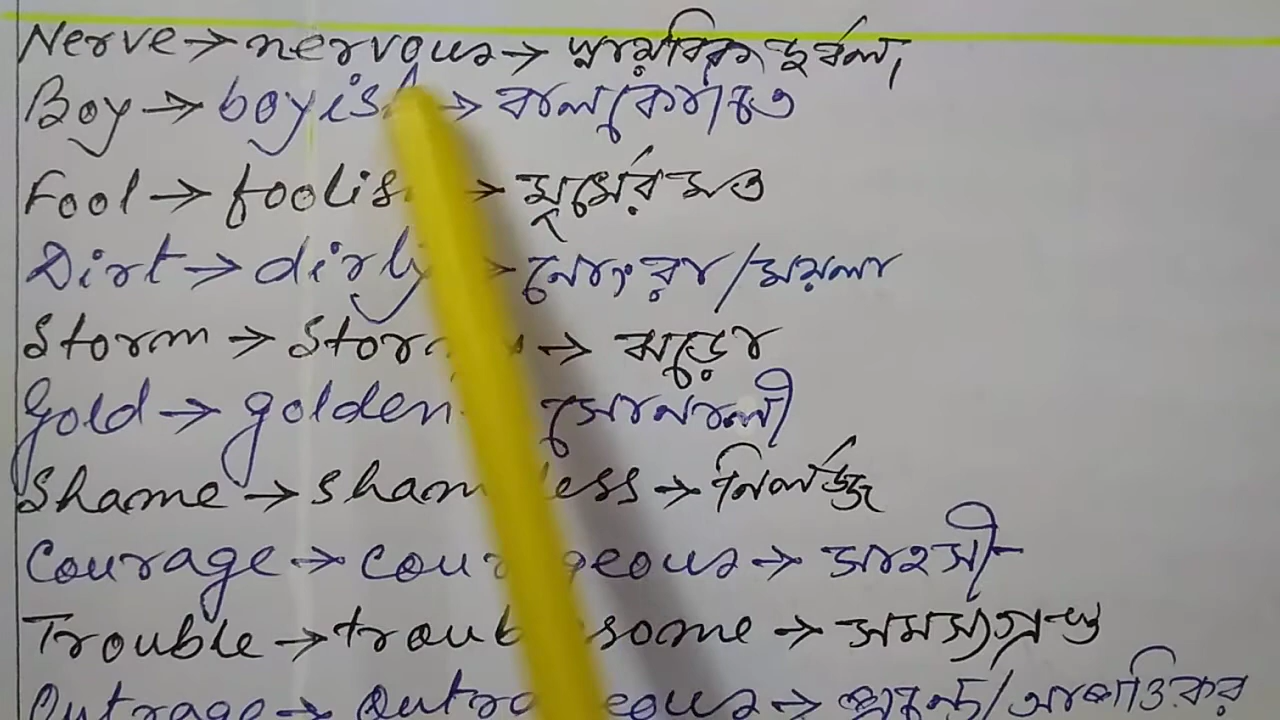 Nerve → nervous → স্নায়ুবিক দুর্বল,
Boy → boyish → বালকের মত
Fool → foolish → মূর্খের মত
Dirt → dirty → নোংরা/ময়লা
Storm → stormy → ঝড়ো
Gold → golden সোনালী
Shame → shameless → নির্লজ্জ
Courage → courageous → সাহসী
Trouble → troublesome → সমস্যাগ্রস্ত
Outrage → outrageous →